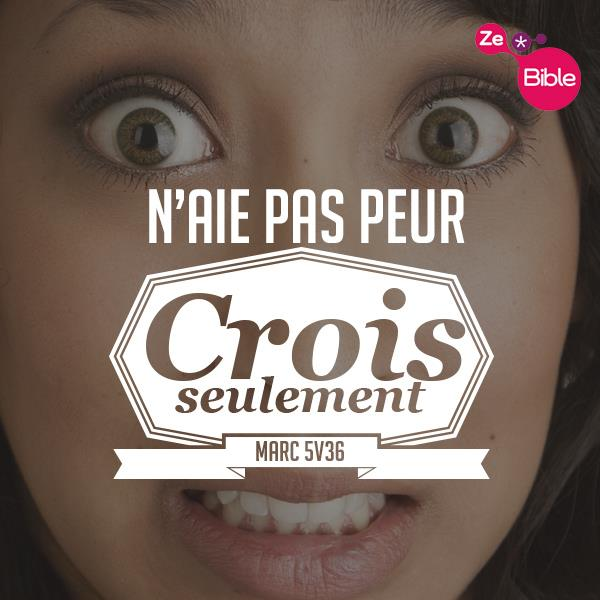 Ze
Bible
N'AIE PAS PEUR
Crois
seulement
MARC 5V36